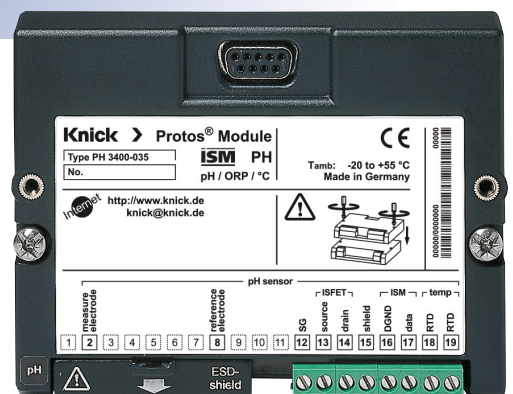 Knick > Protos® Module
Type PH 3400-035
No.
ISM PH
pH / ORP / °C
CE
Tamb: -20 to +55 °C
Made in Germany
00000
00000/0000000
Internet
http://www.knick.de
knick@knick.de
pH sensor
ISFET
ISM
temp
measure
electrode
reference
electrode
SG
source
drain
shield
DGND
data
RTD
RTD
1 2 3 4 5 6 7 8 9 10 11 12 13 14 15 16 17 18 19
pH
ESD-
shield